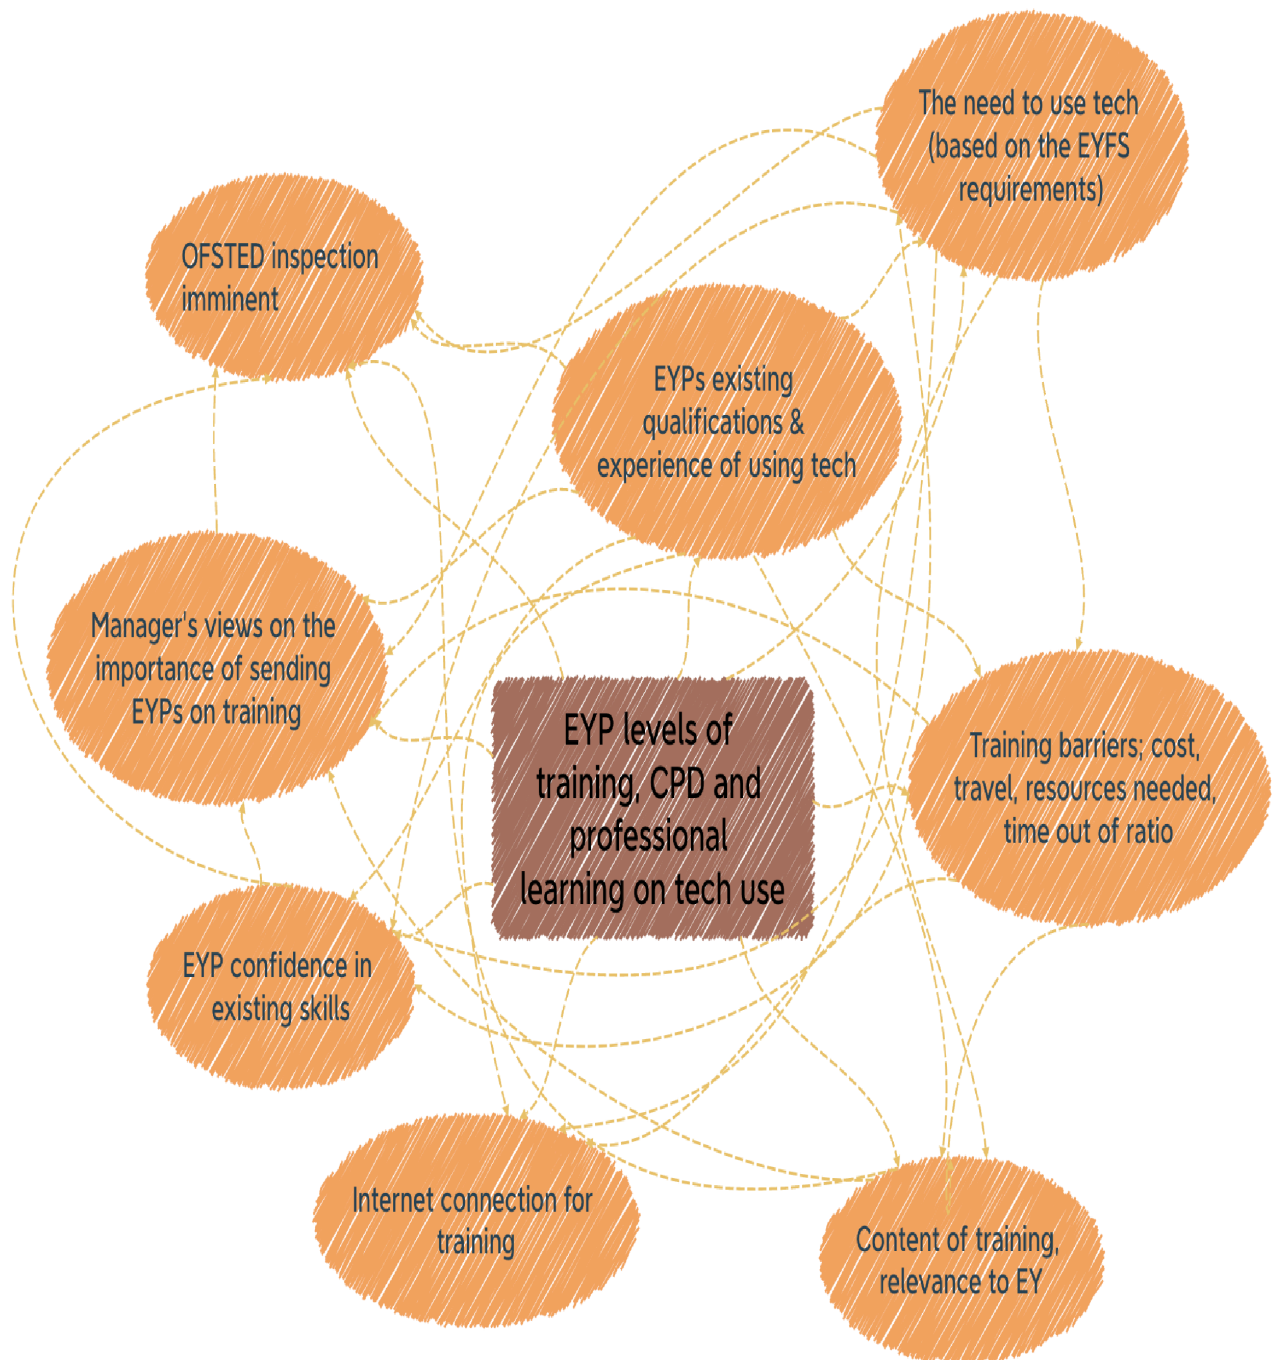 The need to use tech
(based on the EYFS
requirements)
OFSTED inspection
imminent
EYPs existing
qualifications &
experience of using tech
Manager's views on the
importance of sending
EYPs on training
EYP levels of
training, CPD and
professional
learning on tech use
Training barriers; cost,
travel, resources needed,
time out of ratio
EYP confidence in
existing skills
Internet connection for
training
Content of training,
relevance to EY